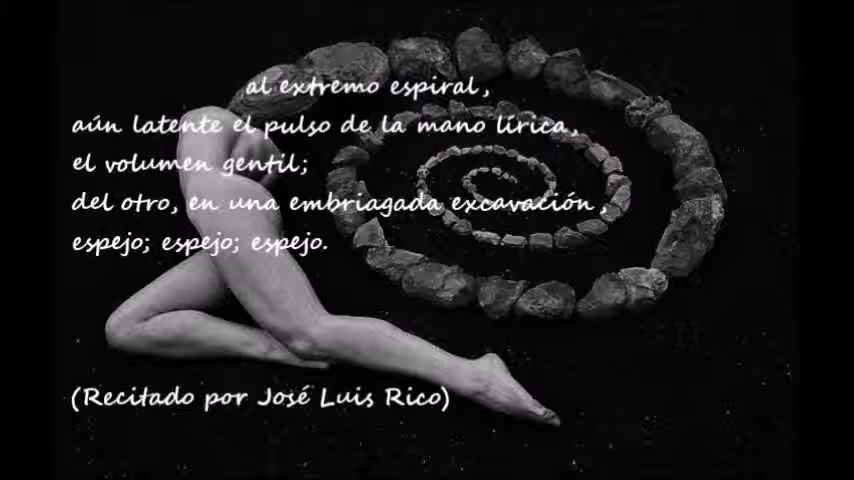 al extremo espiral,
aún latente el pulso de la mano lírica,
el volumen gentil;
del otro, en una embriagada excavación,
espejo; espejo; espejo.
(Recitado por José Luis Rico)